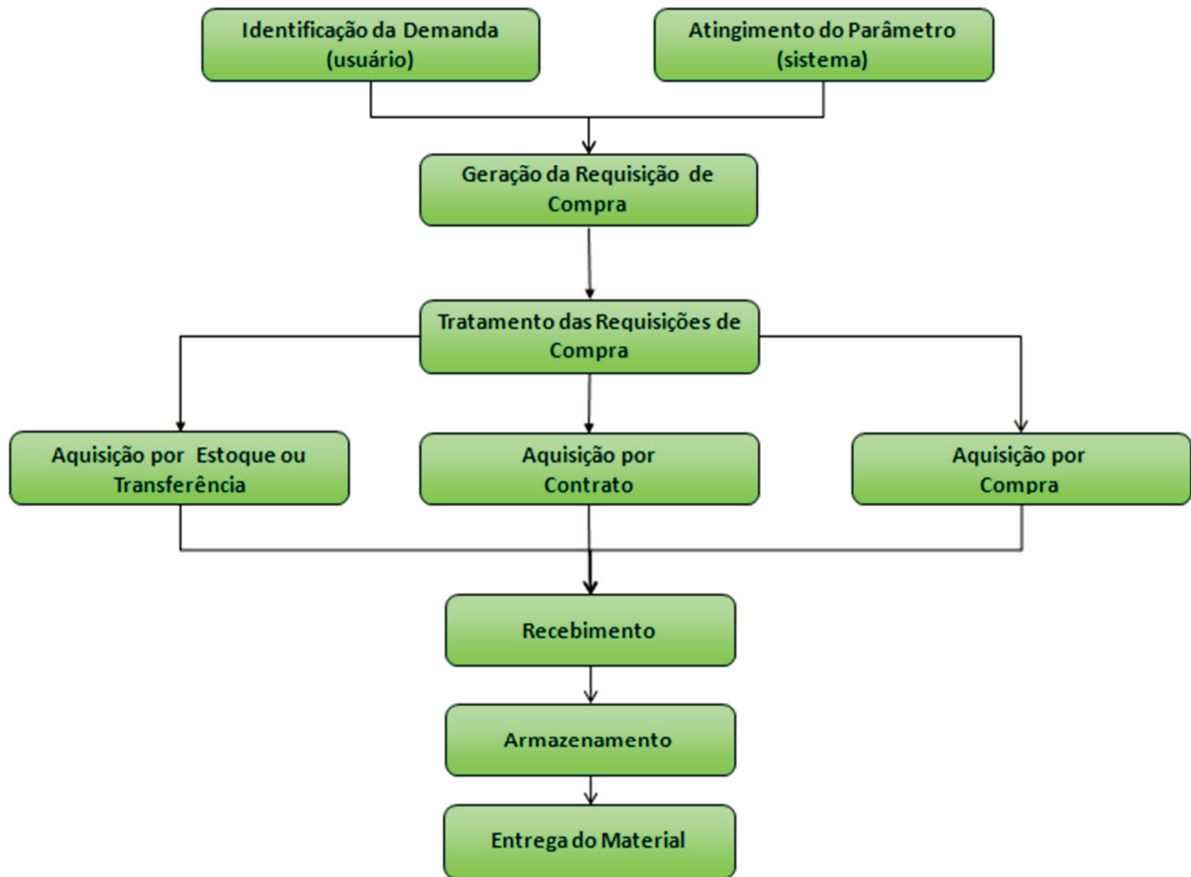 Identificação da Demanda
(usuário)
Atingimento do Parâmetro
(sistema)
Geração da Requisição de
Compra
Tratamento das Requisições de
Compra
Aquisição por Estoque ou
Transferência
Aquisição por
Contrato
Aquisição por
Compra
Recebimento
Armazenamento
Entrega do Material